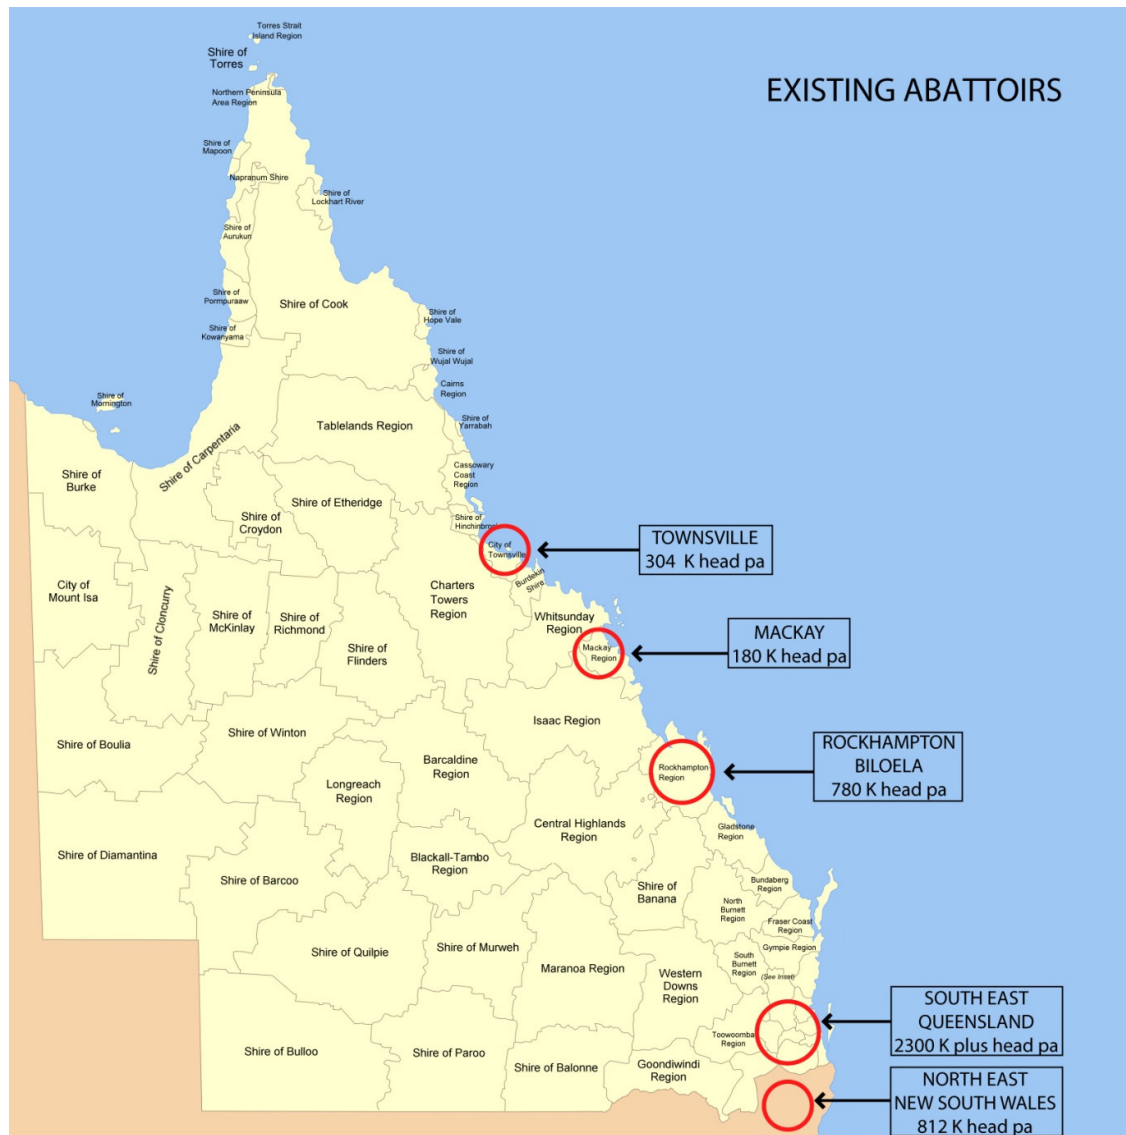 Torres Strait
Island Region
Shire of
Torres
EXISTING ABATTOIRS
Northern Peninsula
Area Region
Shire of
Mapoon
Napranum Shire
Shire of
Lockhart River
Shire of
Aurukun
Shire of
Pormpuraaw
Shire of Cook
Shire of
Hope Vale
Shire of
Kowanyama
Shire of
Wujal Wujal
Cairns
Region
Shire of
Mornington
Shire of
Yarrabah
Tablelands Region
Shire of Carpentaria
Cassowary
Coast
Region
Shire of
Burke
Shire of Etheridge
Shire of
Croydon
Shire of
Hinchinbrook
City of
Townsville
TOWNSVILLE
304 K head pa
City of
Mount Isa
Shire of Cloncurry
Shire of
McKinlay
Shire of
Richmond
Charters
Towers
Region
Burdekin
Shire
Whitsunday
Region
Mackay
Region
MACKAY
180 K head pa
Shire of
Flinders
Isaac Region
Shire of Boulia
Shire of Winton
Barcaldine
Region
Longreach
Region
Rockhampton
Region
ROCKHAMPTON
BILOELA
780 K head pa
Central Highlands
Region
Gladstone
Region
Shire of Diamantina
Blackall-Tambo
Region
Shire of Barcoo
Shire of
Banana
Bundaberg
Region
North
Burnett
Region
Fraser Coast
Region
Shire of Quilpie
Shire of Murweh
Maranoa Region
Gympie Region
South
Burnett
Region
(See Inset)
Western
Downs
Region
SOUTH EAST
QUEENSLAND
2300 K plus head pa
Toowoomba
Region
Shire of Bulloo
Shire of Paroo
Shire of Balonne
Goondiwindi
Region
NORTH EAST
NEW SOUTH WALES
812 K head pa